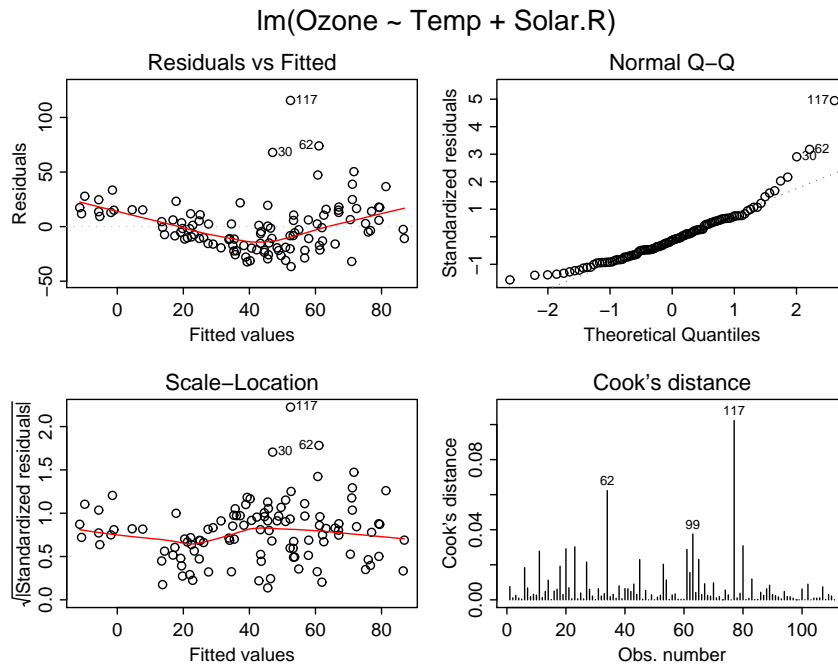 lm(Ozone ~ Temp + Solar.R)
Residuals vs Fitted
Residuals
−50 0 50 100
117
30
62
0 20 40 60 80
Fitted values
Normal Q−Q
Standardized residuals
−1 1 2 3 4 5
117
62
30
−2 −1 0 1 2
Theoretical Quantiles
Scale−Location
√|Standardized residuals|
0.0 0.5 1.0 1.5 2.0
117
30
62
0 20 40 60 80
Fitted values
Cook's distance
Cook's distance
0.00 0.04 0.08
117
62
99
0 20 40 60 80 100
Obs. number